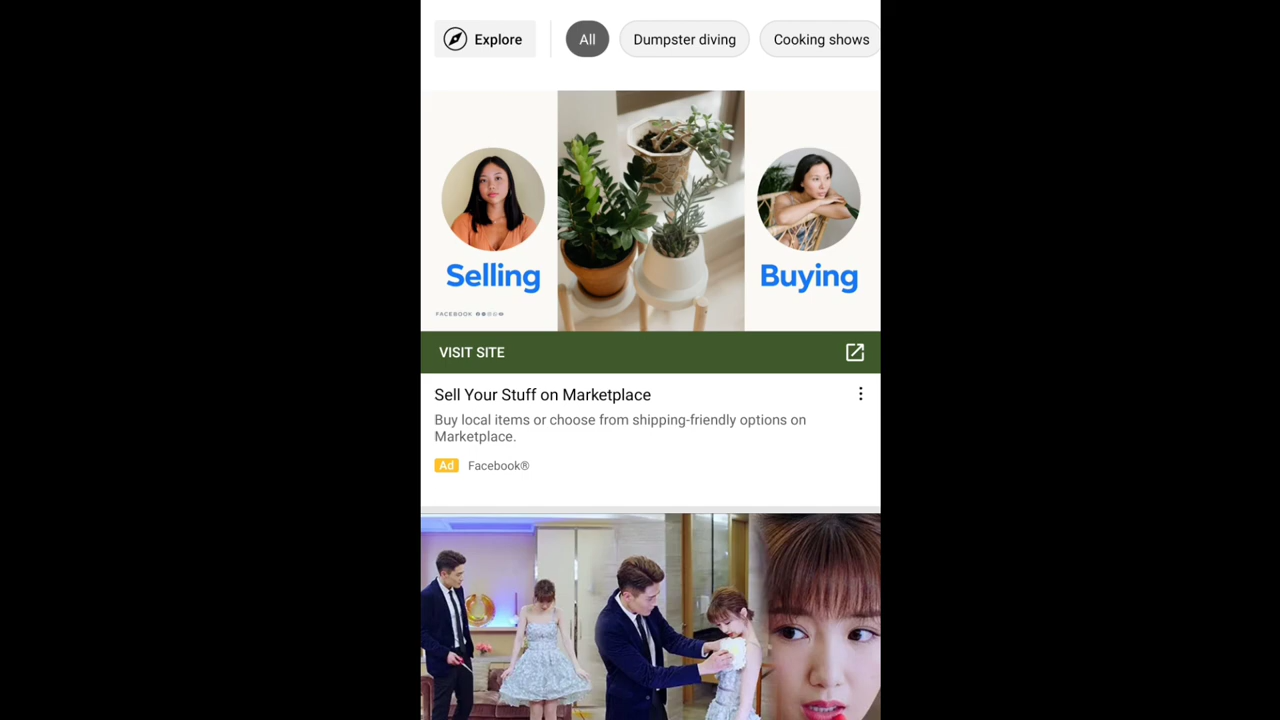 Explore
All
Dumpster diving
Cooking shows
Selling
Buying
FACEBOOK
VISIT SITE
Sell Your Stuff on Marketplace
Buy local items or choose from shipping-friendly options on
Marketplace.
Ad Facebook®